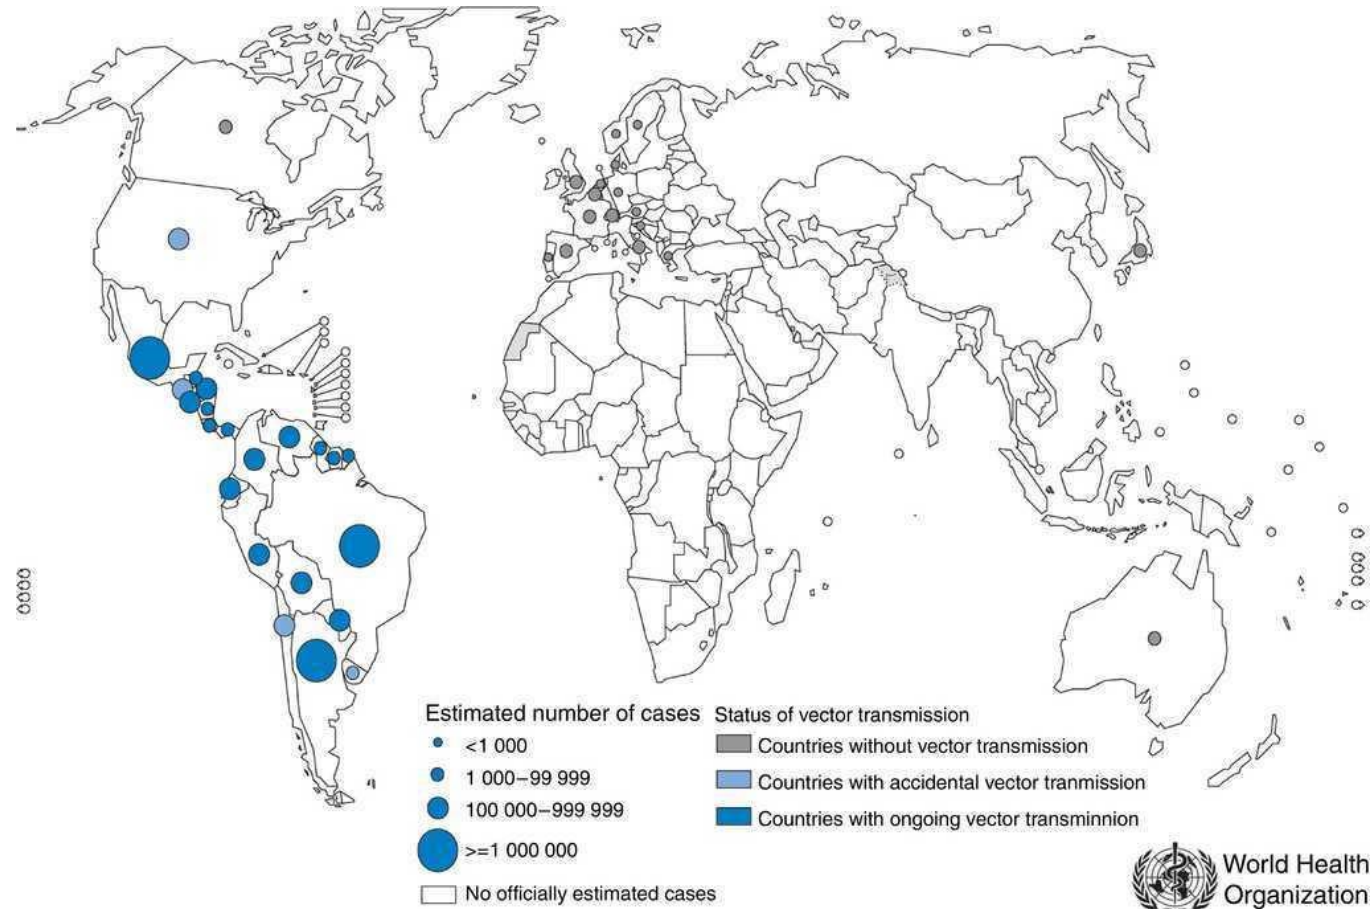 Estimated number of cases
<1 000
1 000–99 999
100 000–999 999
>=1 000 000
No officially estimated cases
Status of vector transmission
Countries without vector transmission
Countries with accidental vector tranmission
Countries with ongoing vector transminnion
World Health
Organization